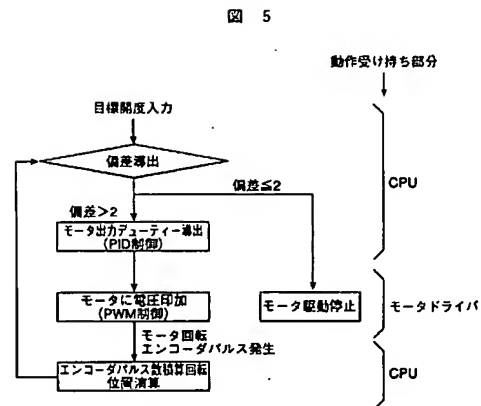 図 5
動作受け持ち部分
目標開度入力
偏差導出
CPU
偏差≦2
偏差>2
モータ出力デューティー導出
(PID制御)
モータに電圧印加
(PWM制御)
モータ駆動停止
モータドライバ
モータ回転
エンコーダパルス発生
エンコーダパルス数積算回転
位置演算
CPU